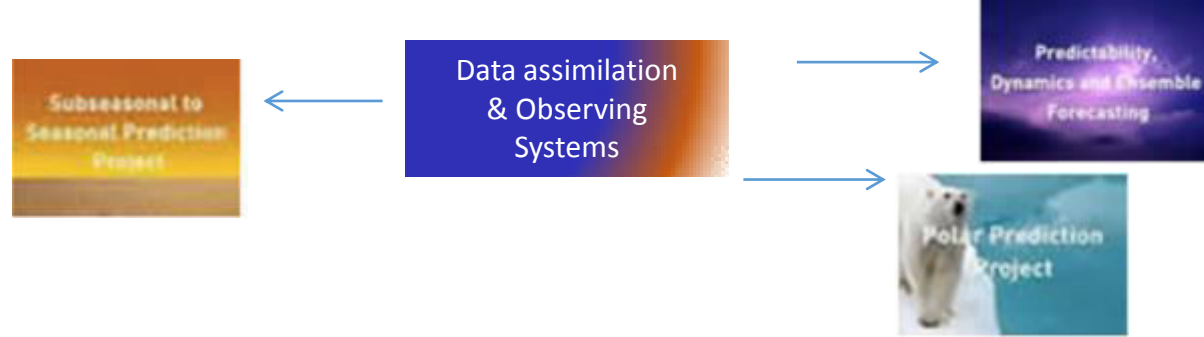 Subseasonal to
Seasonal Prediction
Project
Data assimilation
& Observing
Systems
Predictability,
Dynamics and Ensemble
Forecasting
Polar Prediction
Project